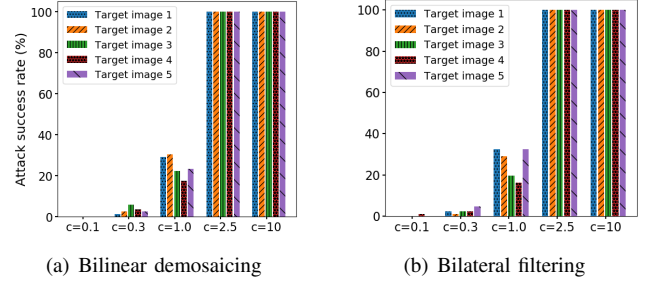 Attack success rate (%)
100
80
60
40
20
0
Target image 1
Target image 2
Target image 3
Target image 4
Target image 5
c=0.1 c=0.3 c=1.0 c=2.5 c=10
(a) Bilinear demosaicing
100
80
60
40
20
0
Target image 1
Target image 2
Target image 3
Target image 4
Target image 5
c=0.1 c=0.3 c=1.0 c=2.5 c=10
(b) Bilateral filtering